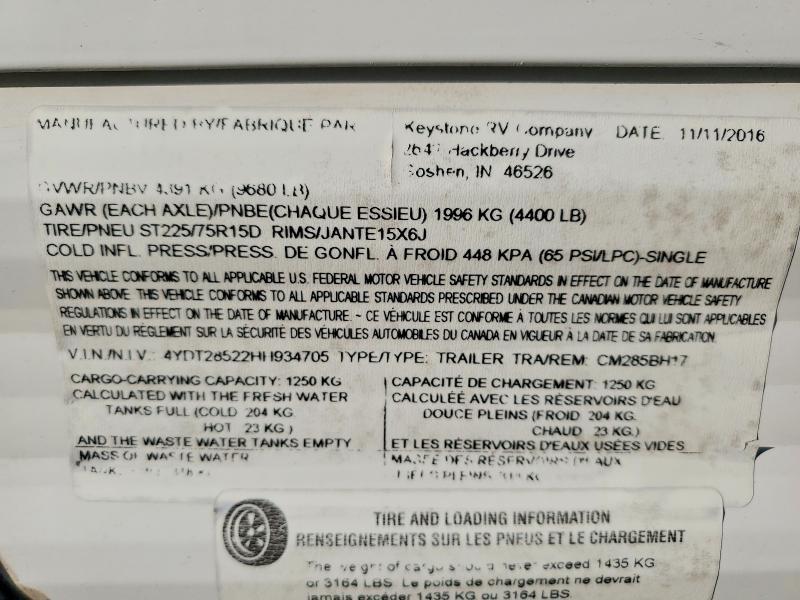 MANUFACTURED BY/FABRIQUE PAR
Keystone RV Company DATE 11/11/2016
Hackberry Drive
Goshen, IN 46526
GVWR/PNBV 4391 KG (9680 LB)
GAWR (EACH AXLE)/PNBE(CHAQUE ESSIEU) 1996 KG (4400 LB)
TIRE/PNEU ST225/75R15D RIMS/JANTE15X6J
COLD INFL. PRESS/PRESS. DE GONFL. À FROID 448 KPA (65 PSI/LPC)-SINGLE
THIS VEHICLE CONFORMS TO ALL APPLICABLE U.S. FEDERAL MOTOR VEHICLE SAFETY STANDARDS IN EFFECT ON THE DATE OF MANUFACTURE
SHOWN ABOVE. THIS VEHICLE CONFORMS TO ALL APPLICABLE STANDARDS PRESCRIBED UNDER THE CANADIAN MOTOR VEHICLE SAFETY
REGULATIONS IN EFFECT ON THE DATE OF MANUFACTURE. ~ CE VÉHICULE EST CONFORME À TOUTES LES NORMES QUI LUI SONT APPLICABLES
EN VERTU DU RÈGLEMENT SUR LA SÉCURITÉ DES VÉHICULES AUTOMOBILES DU CANADA EN VIGUEUR À LA DATE DE SA FABRICATION.
V.I.N./N.I.V.: 4YDT28522HH934705 TYPE/TYPE: TRAILER TRA/REM: CM285BH17
CARGO-CARRYING CAPACITY: 1250 KG
CALCULATED WITH THE FRESH WATER
TANKS FULL (COLD 204 KG.
HOT 23 KG.)
AND THE WASTE WATER TANKS EMPTY
MASS OF WASTE WATER
CAPACITÉ DE CHARGEMENT: 1250 KG
CALCULÉE AVEC LES RÉSERVOIRS D'EAU
DOUCE PLEINS (FROID 204 KG.
CHAUD 23 KG.)
ET LES RÉSERVOIRS D'EAUX USÉES VIDES
MASSE DES RÉSERVOIRS D'EAUX
TIRE AND LOADING INFORMATION
RENSEIGNEMENTS SUR LES PNEUS ET LE CHARGEMENT
The weight of cargo should never exceed 1435 KG
or 3164 LBS. Le poids de chargement ne devrait
jamais excéder 1435 KG ou 3164 LBS.